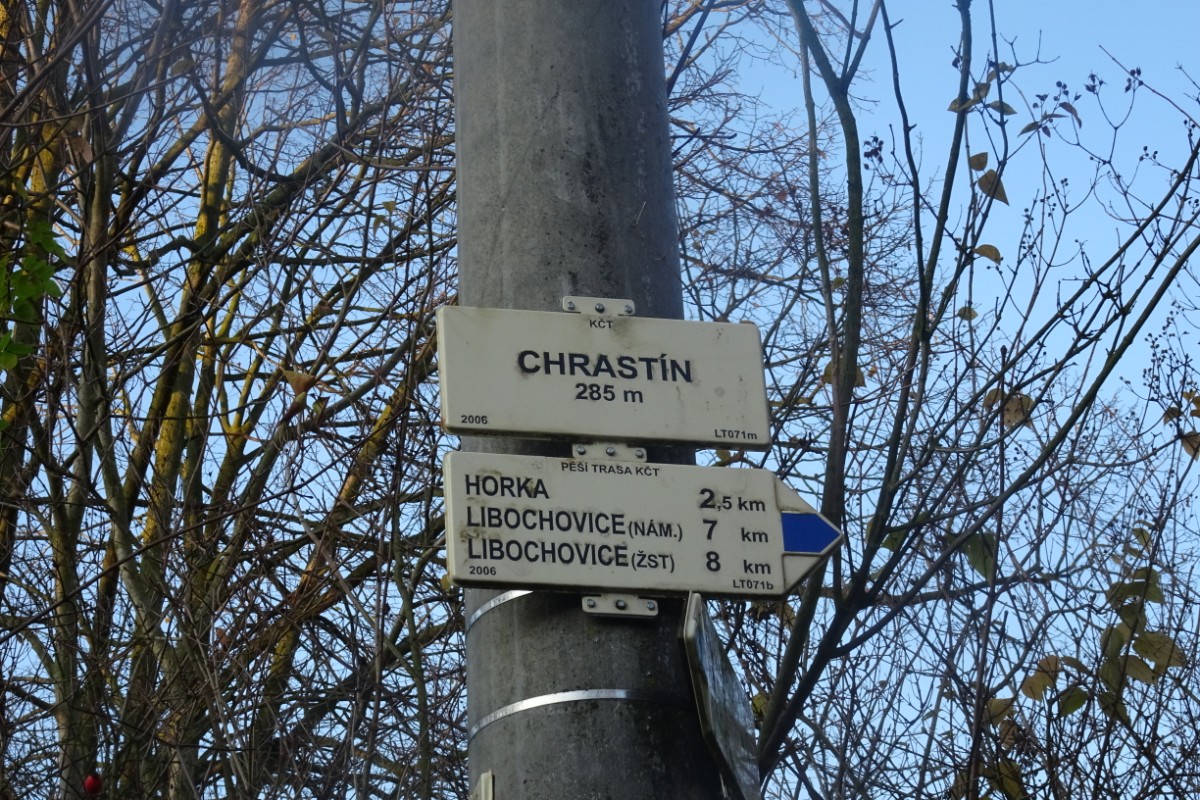 KČT
CHRASTÍN
285 m
2006 LT071m
PĚŠÍ TRASA KČT
HORKA 2,5 km
LIBOCHOVICE (NÁM.) 7 km
LIBOCHOVICE (ŽST) 8 km
2006 LT071b